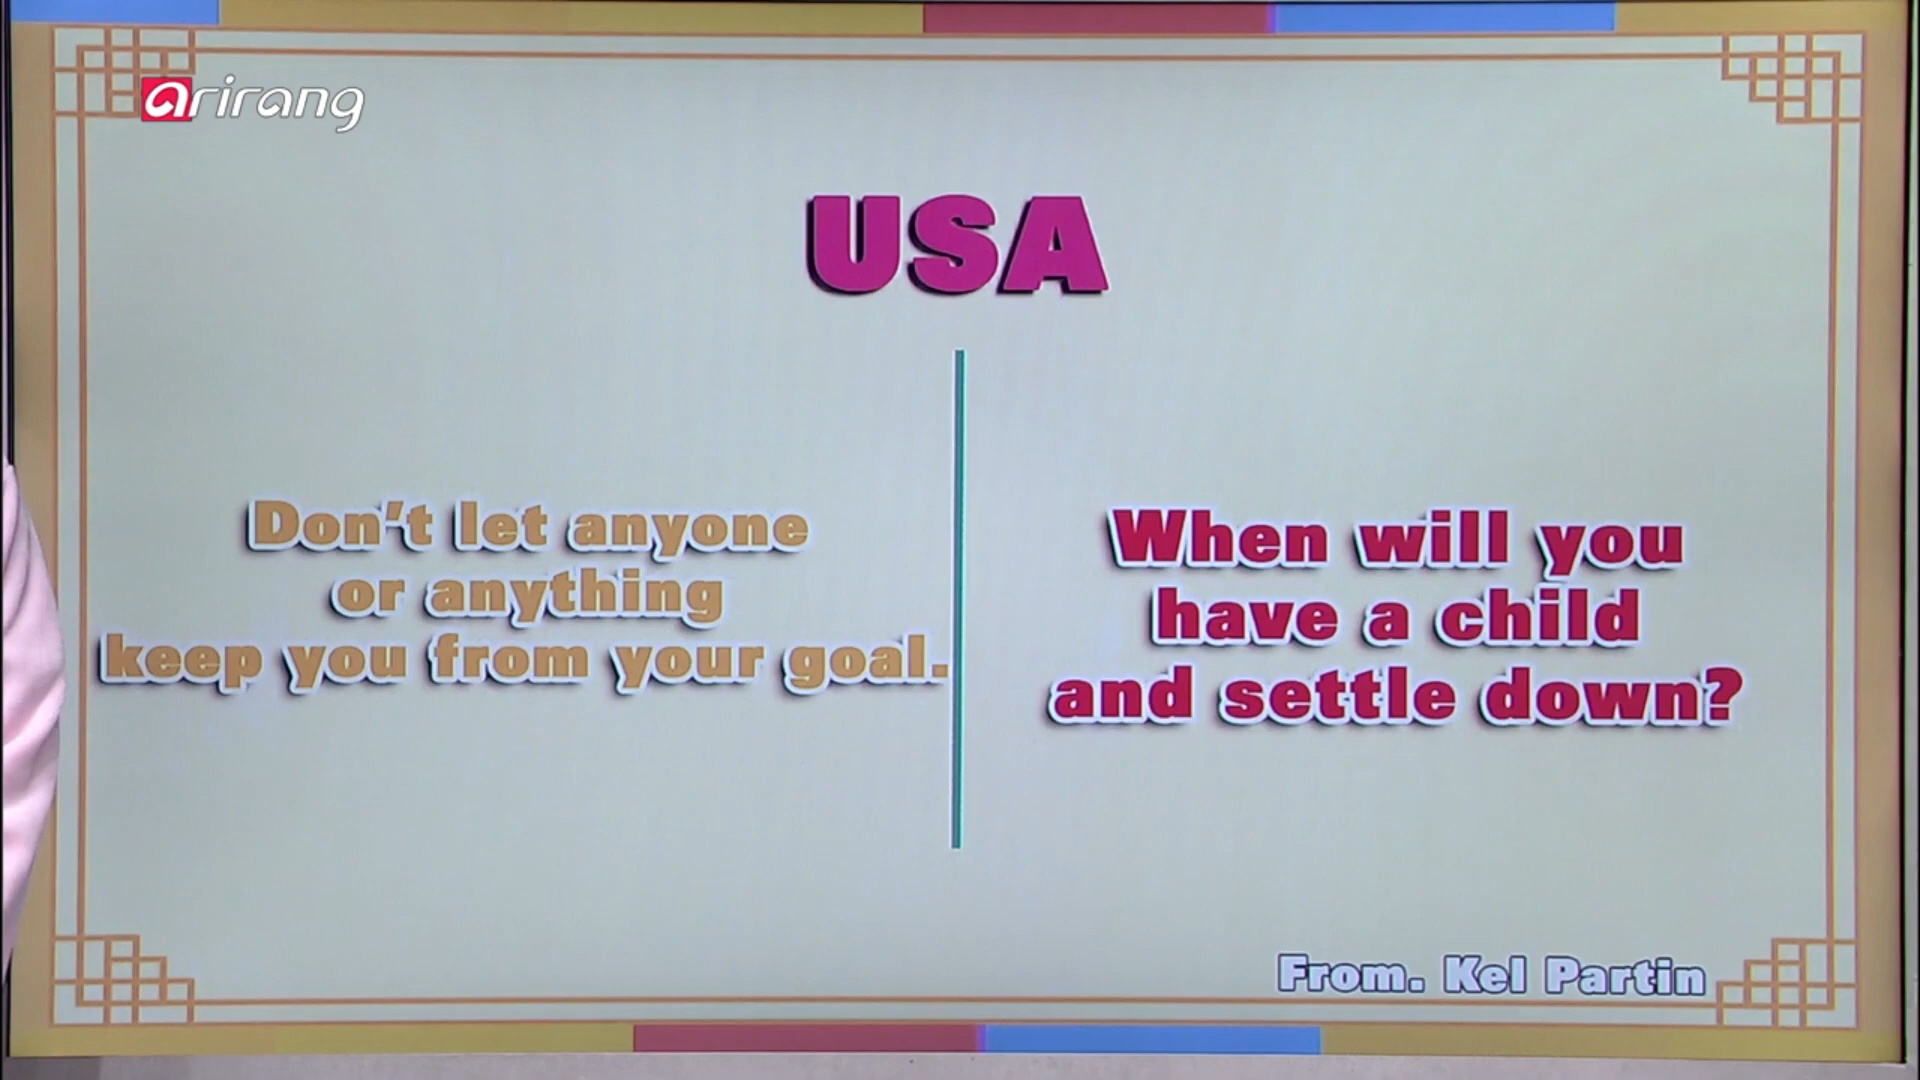 arirang
USA
Don't let anyone
or anything
keep you from your goal.
When will you
have a child
and settle down?
From. Kel Partin